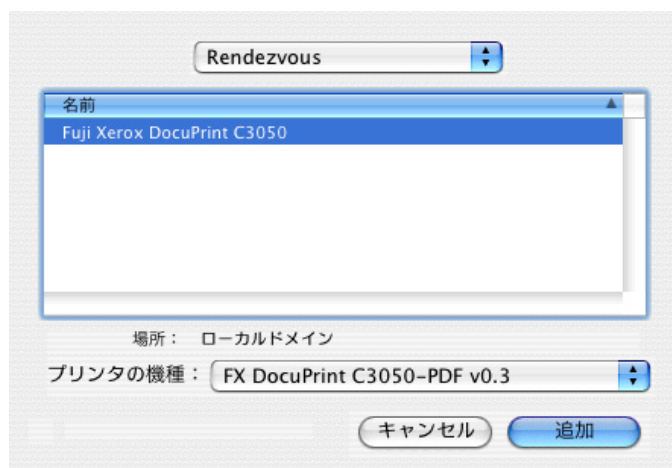 Rendezvous
名前
Fuji Xerox DocuPrint C3050
場所： ローカルドメイン
プリンタの機種： FX DocuPrint C3050-PDF v0.3
キャンセル 追加